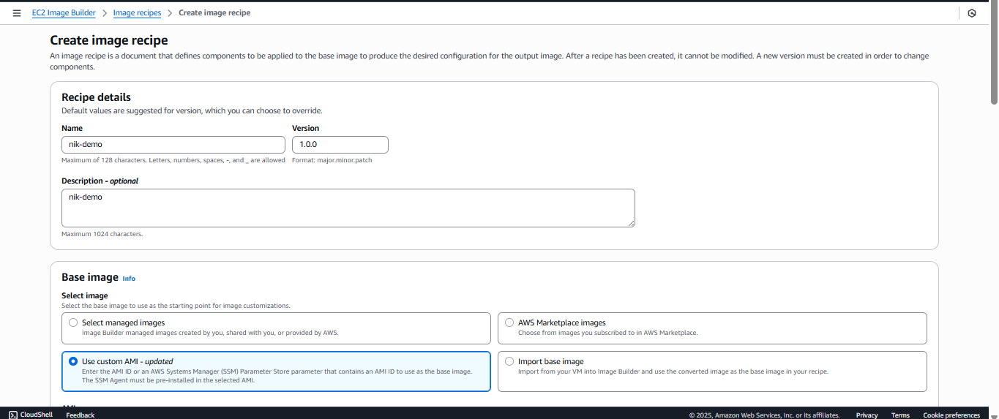 EC2 Image Builder > Image recipes > Create image recipe
Create image recipe
An image recipe is a document that defines components to be applied to the base image to produce the desired configuration for the output image. After a recipe has been created, it cannot be modified. A new version must be created in order to change
components.
Recipe details
Default values are suggested for version, which you can choose to override.
Name Version
nik-demo 1.0.0
Maximum of 128 characters. Letters, numbers, spaces, -, and _ are allowed Format: major.minor.patch
Description - optional
nik-demo
Maximum 1024 characters.
Base image Info
Select image
Select the base image to use as the starting point for image customizations.
Select managed images
Image Builder managed images created by you, shared with you, or provided by AWS.
AWS Marketplace images
Choose from images you subscribed to in AWS Marketplace.
Use custom AMI - updated
Enter the AMI ID or an AWS Systems Manager (SSM) Parameter Store parameter that contains an AMI ID to use as the base image.
The SSM Agent must be pre-installed in the selected AMI.
Import base image
Import from your VM into Image Builder and use the converted image as the base image in your recipe.
CloudShell Feedback © 2025, Amazon Web Services, Inc. or its affiliates. Privacy Terms Cookie preferences